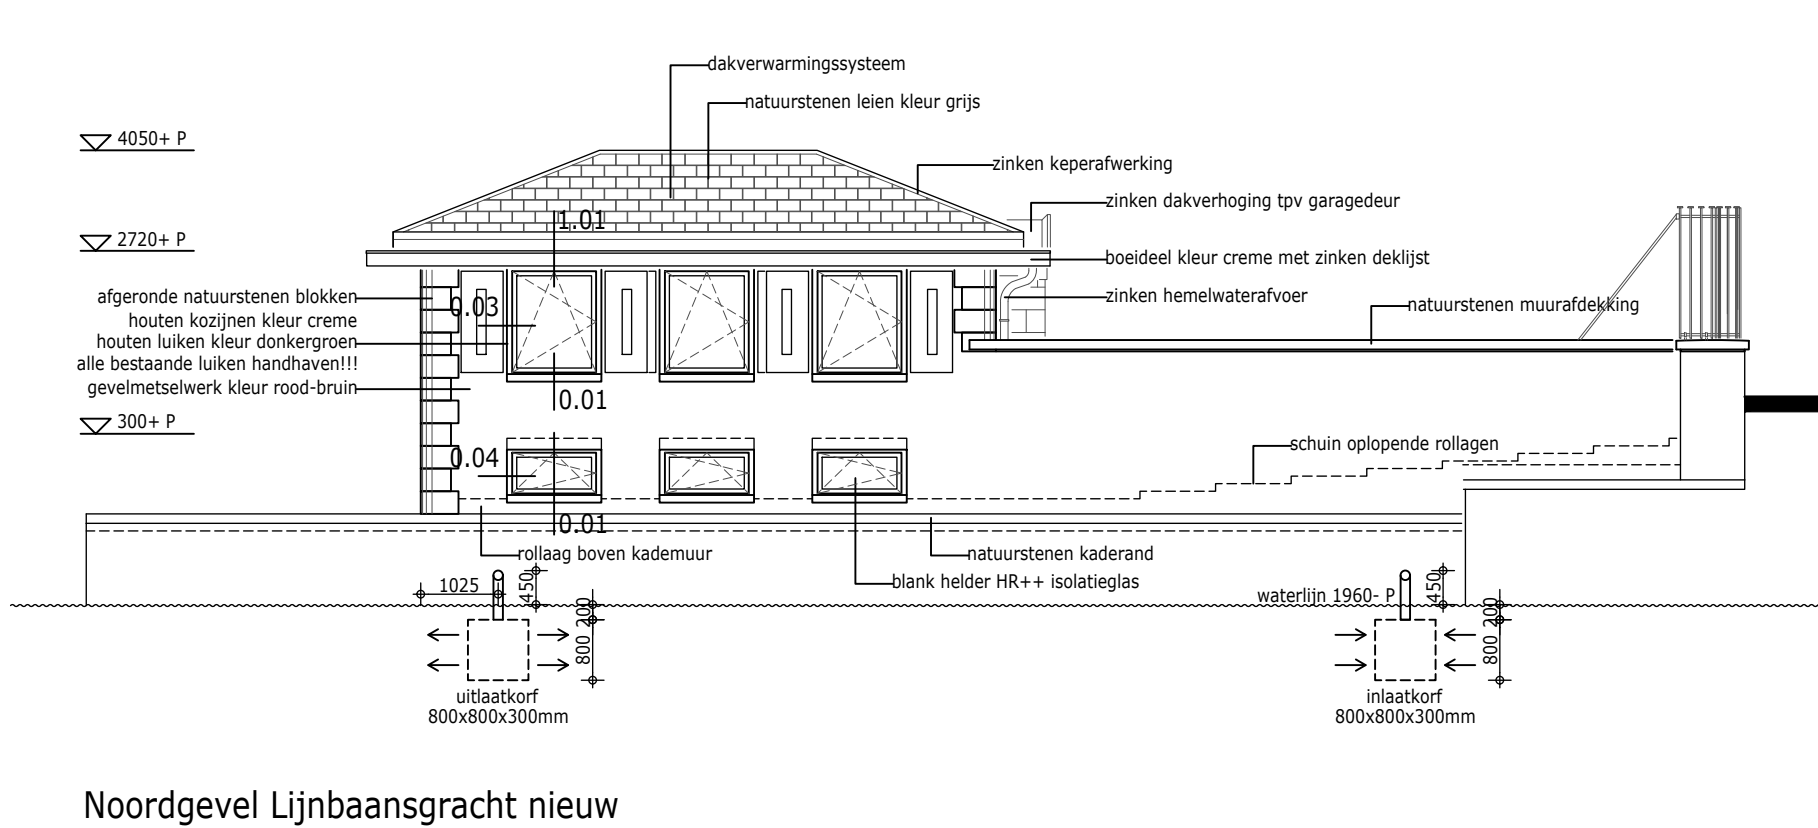 dakverwarmingssysteem
natuurstenen leien kleur grijs
4050+ P
zinken keperafwerking
zinken dakverhoging tpv garagedeur
1.01
2720+ P
boeideel kleur creme met zinken deklijst
afgeronde natuurstenen blokken
zinken hemelwaterafvoer
natuurstenen muurafdekking
0.03
houten kozijnen kleur creme
houten luiken kleur donkergroen
alle bestaande luiken handhaven!!!
gevelmetselwerk kleur rood-bruin
0.01
300+ P
schuin oplopende rollagen
0.04
0.01
rollaag boven kademuur
natuurstenen kaderand
blank helder HR++ isolatieglas
1025
450
200
800
waterlijn 1960- P
450
200
800
uitlaatkorf
800x800x300mm
inlaatkorf
800x800x300mm
Noordgevel Lijnbaansgracht nieuw